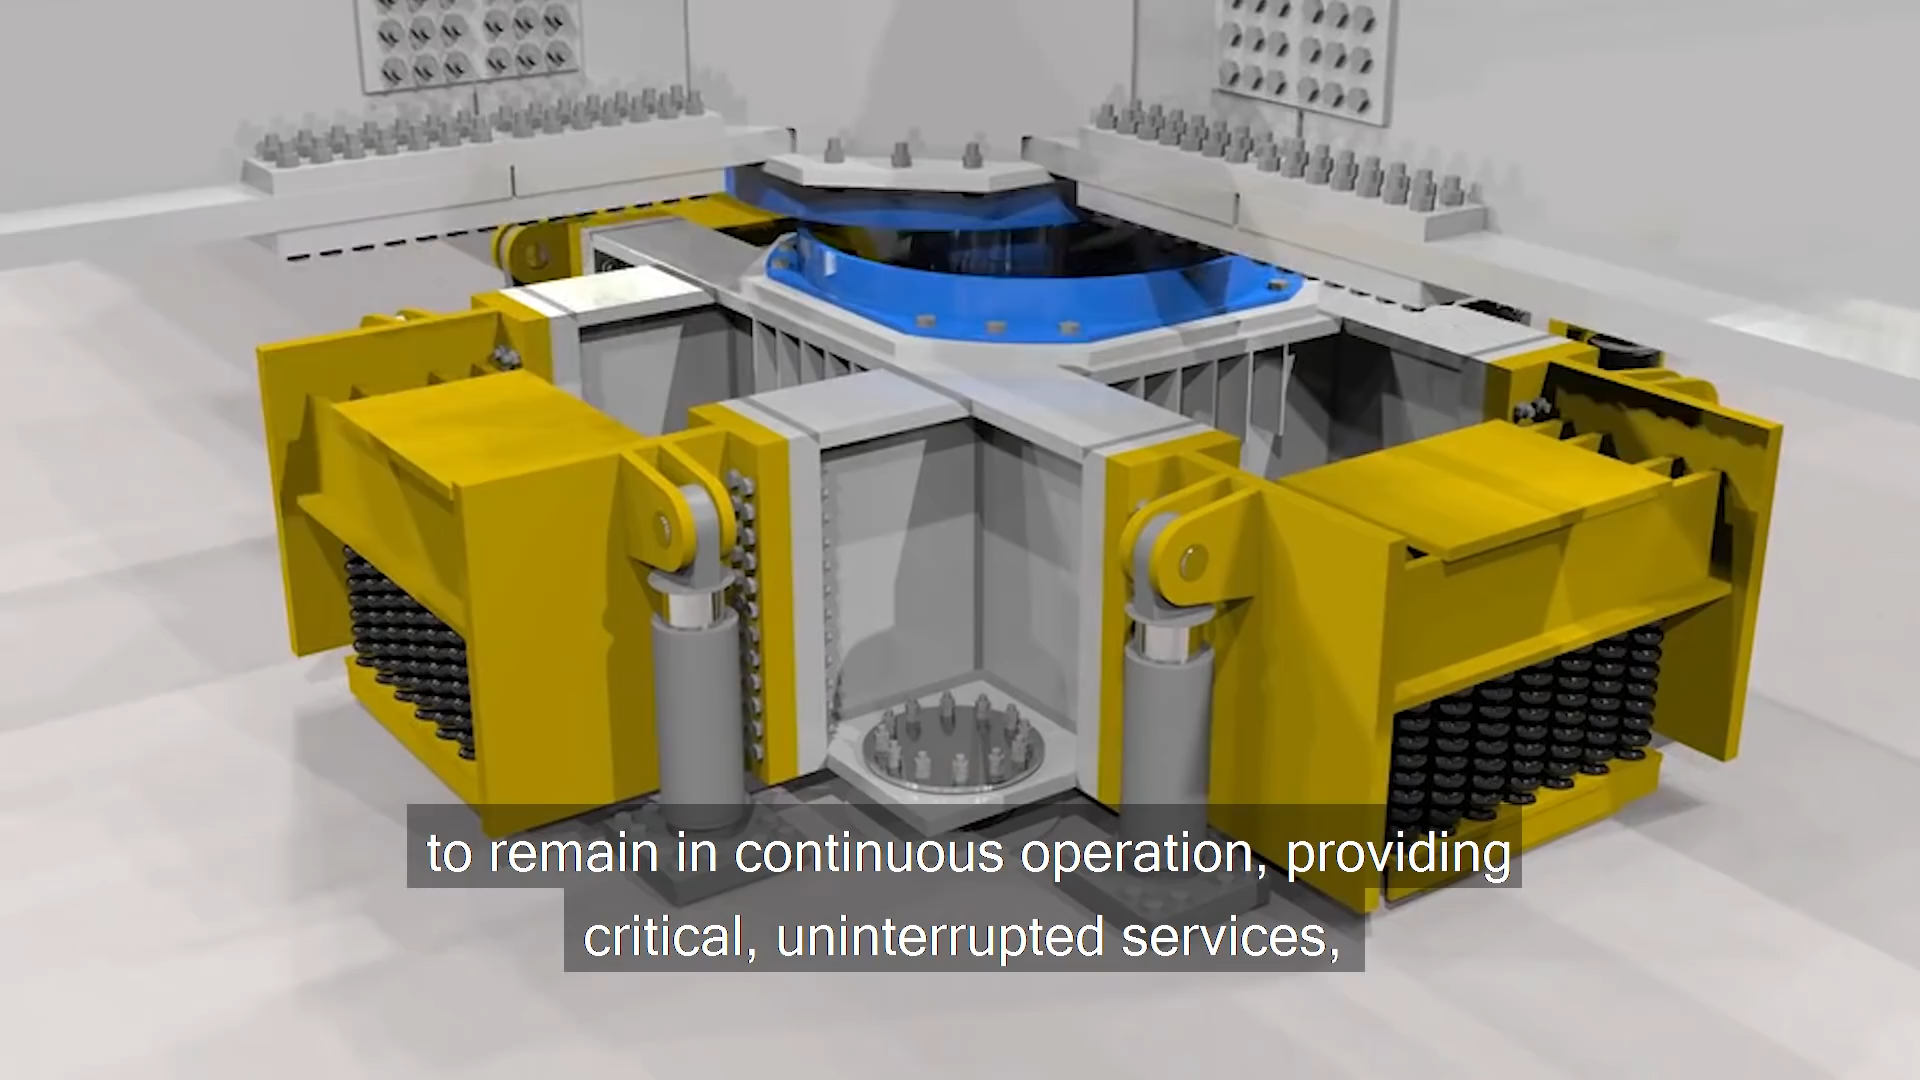 to remain in continuous operation, providing
critical, uninterrupted services,